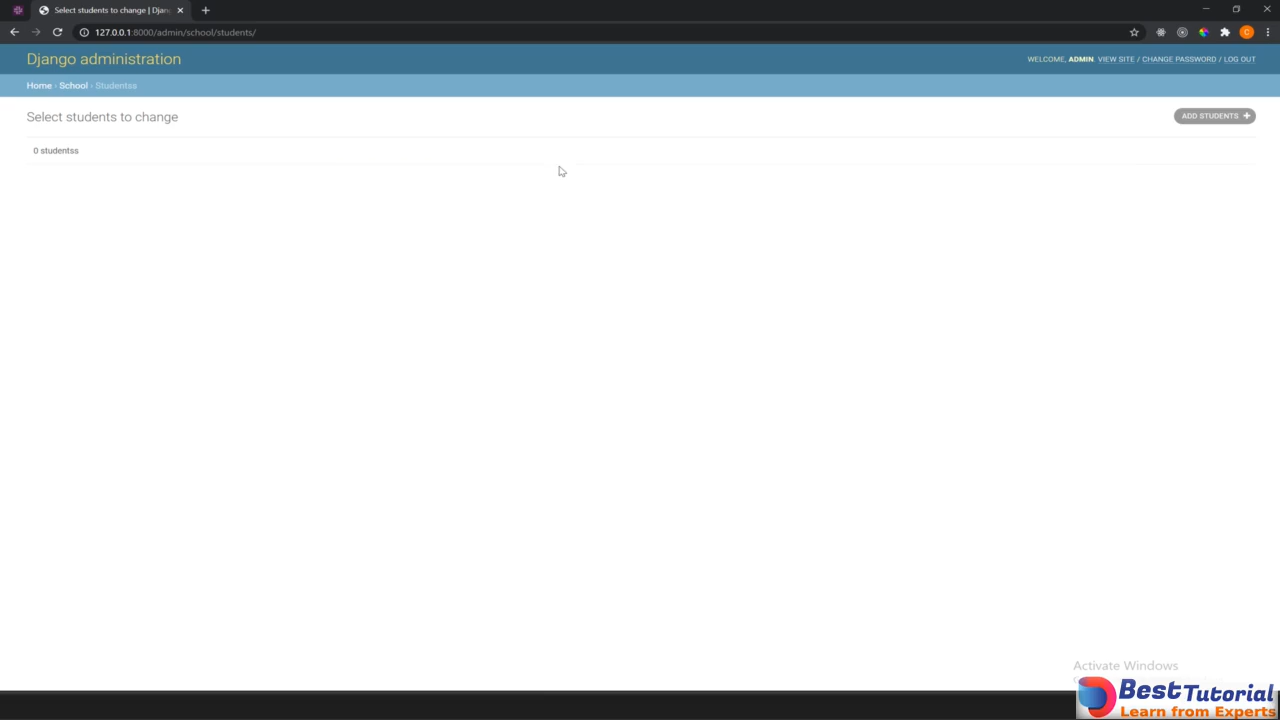 Select students to change | Djan
127.0.0.1:8000/admin/school/students/
Django administration
WELCOME, ADMIN. VIEW SITE / CHANGE PASSWORD / LOG OUT
Home › School › Studentss
Select students to change
ADD STUDENTS +
0 studentss
Activate Windows
BestTutorial
Learn from Experts